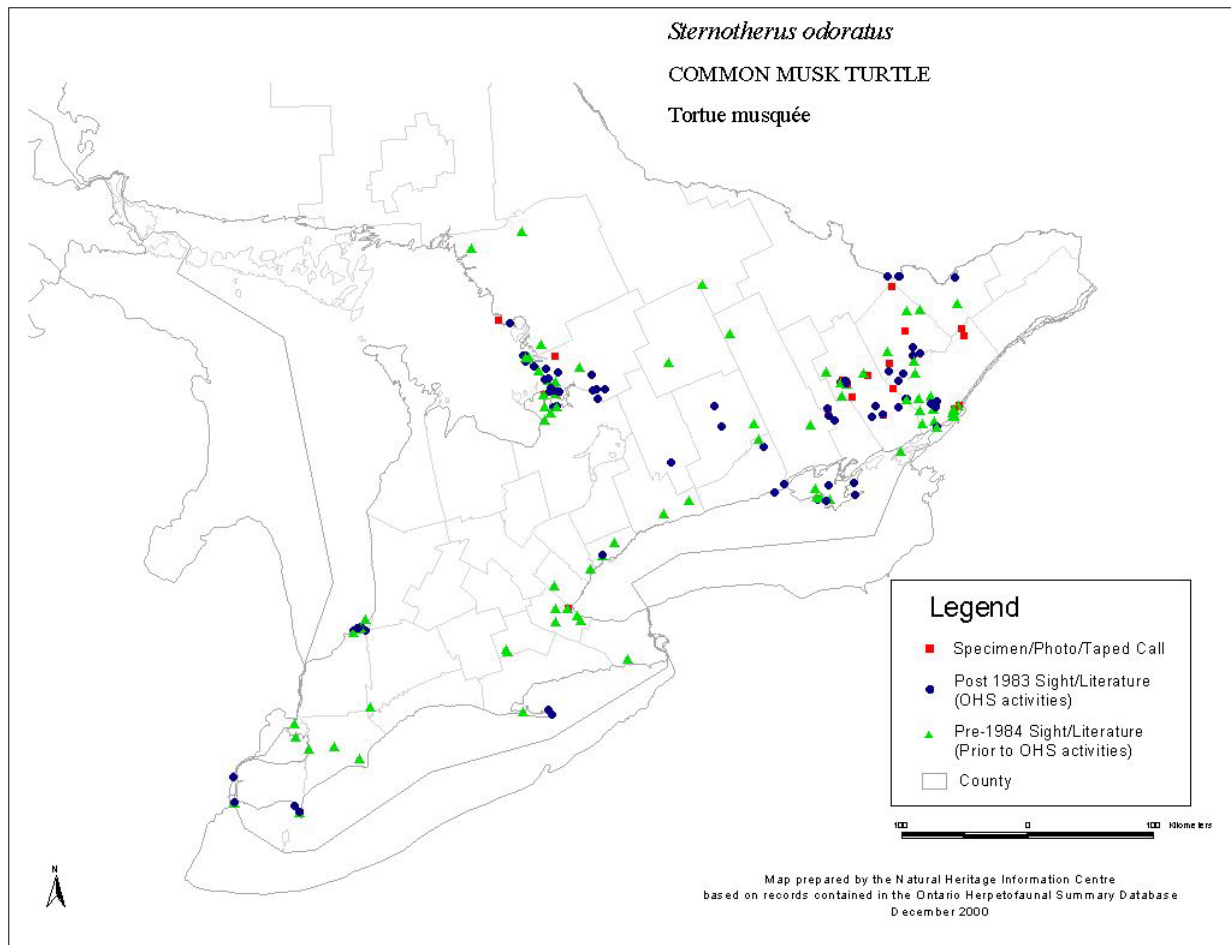 Sternotherus odoratus
COMMON MUSK TURTLE
Tortue musquée
Legend
Specimen/Photo/Taped Call
Post 1983 Sight/Literature
(OHS activities)
Pre-1984 Sight/Literature
(Prior to OHS activities)
County
100 0 100 Kilometers
N
Map prepared by the Natural Heritage Information Centre
based on records contained in the Ontario Herpetofaunal Summary Database
December 2000